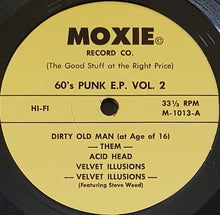 MOXIE©
RECORD CO.
(The Good Stuff at the Right Price)
60's PUNK E.P. VOL. 2
HI-FI
33⅓ RPM
M-1013-A
DIRTY OLD MAN (at Age of 16)
— THEM —
ACID HEAD
VELVET ILLUSIONS
— VELVET ILLUSIONS —
(Featuring Steve Weed)